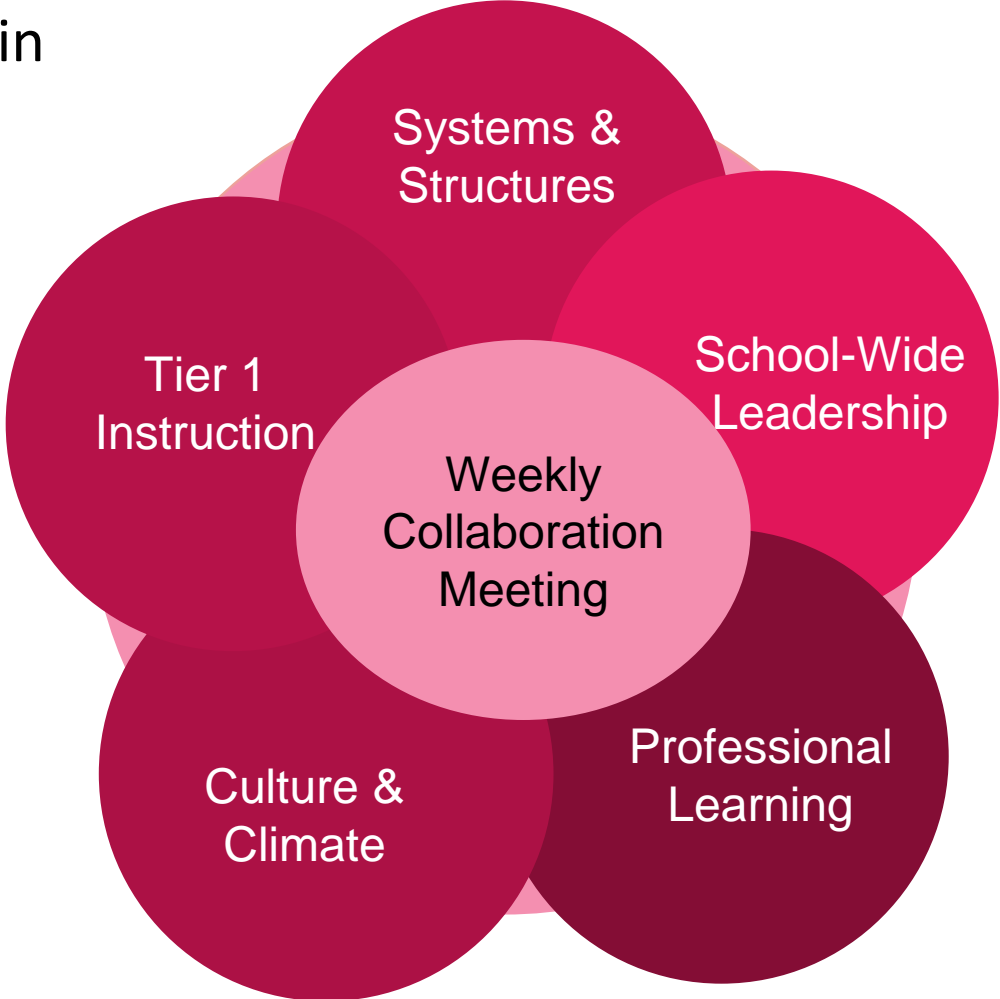 in
Systems &
Structures
School-Wide
Leadership
Tier 1
Instruction
Weekly
Collaboration
Meeting
Professional
Learning
Culture &
Climate